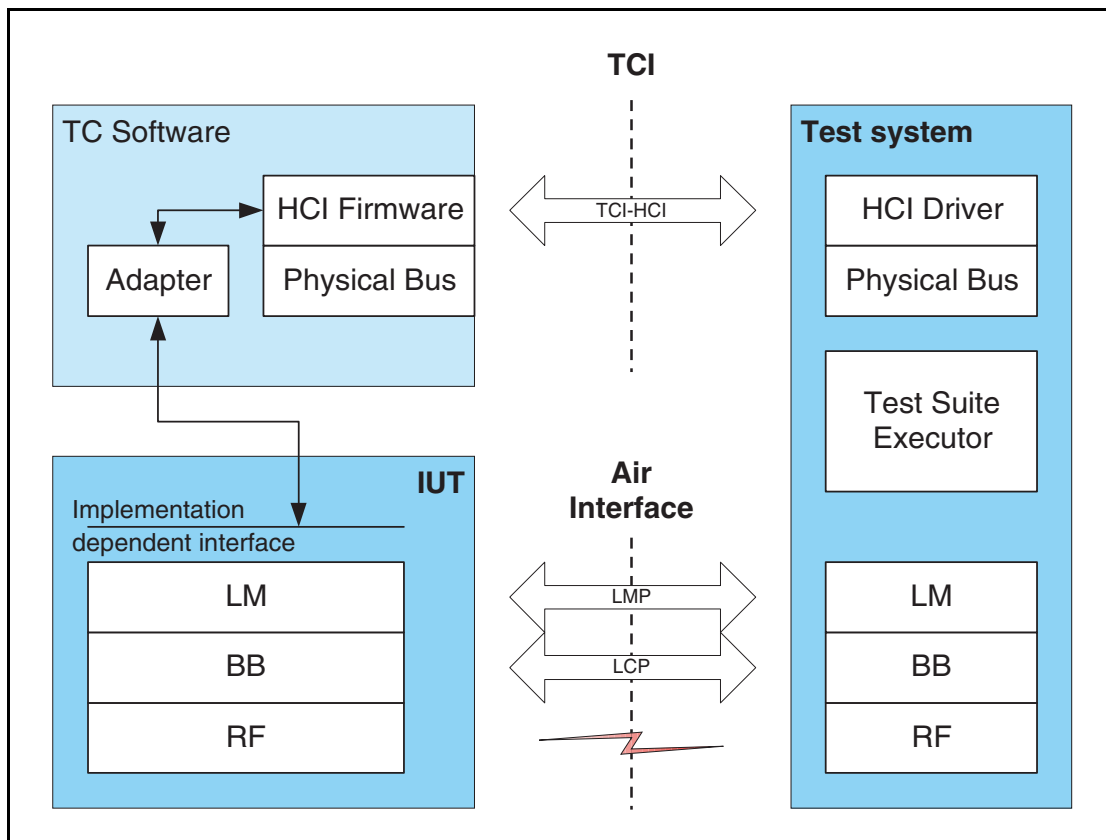 TCI
TC Software
HCI Firmware
Adapter
Physical Bus
TCI-HCI
Test system
HCI Driver
Physical Bus
Test Suite
Executor
IUT
Implementation
dependent interface
LM
BB
RF
Air
Interface
LMP
LCP
LM
BB
RF